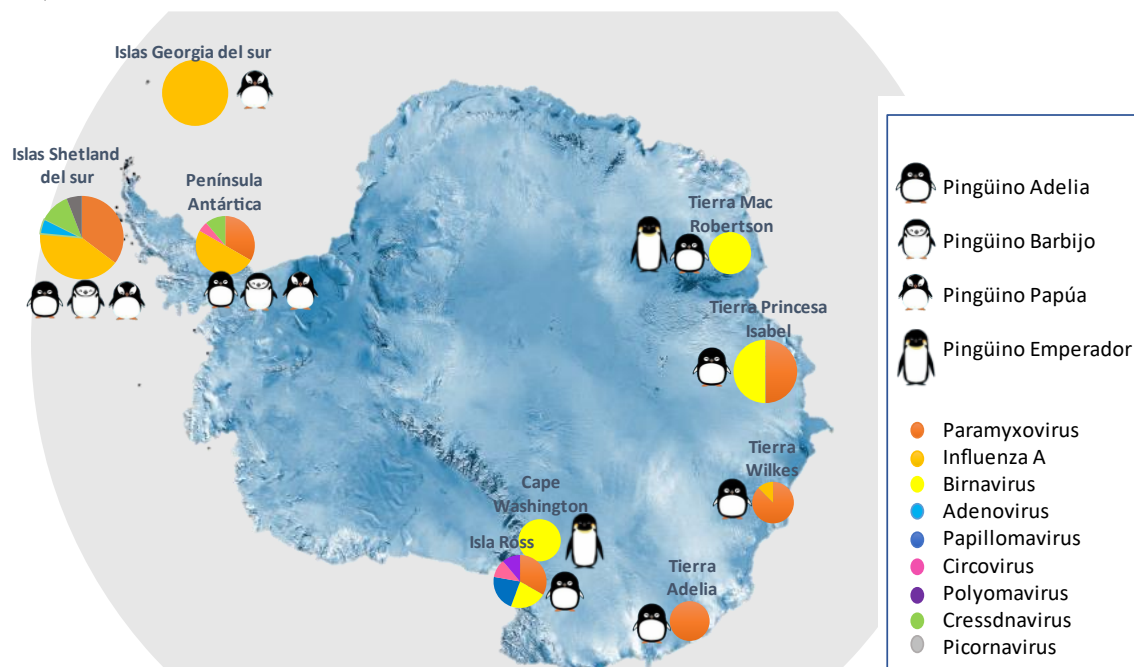 Islas Georgia del sur
Islas Shetland
del sur
Península
Antártica
Tierra Mac
Robertson
Tierra Princesa
Isabel
Tierra
Wilkes
Cape
Washington
Isla Ross
Tierra
Adelia
Pingüino Adelia
Pingüino Barbijo
Pingüino Papúa
Pingüino Emperador
Paramyxovirus
Influenza A
Birnavirus
Adenovirus
Papillomavirus
Circovirus
Polyomavirus
Cressdnavirus
Picornavirus